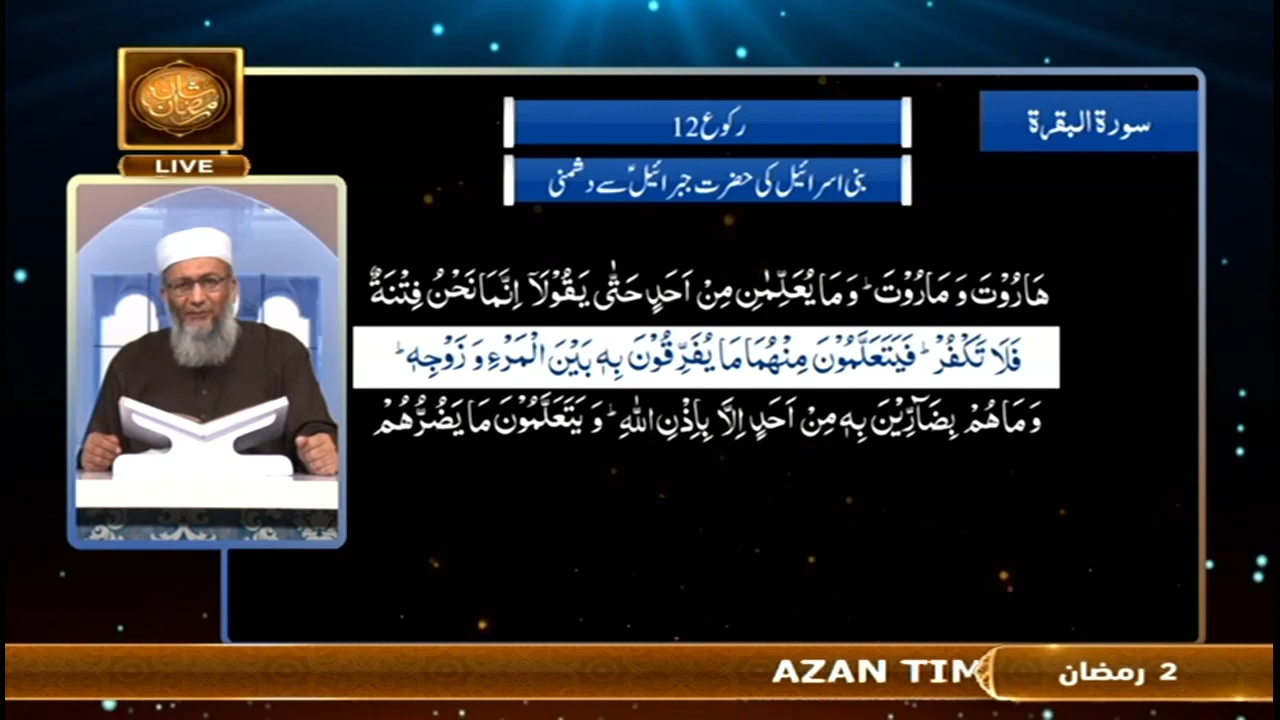 شان رمضان
LIVE
سورۃ البقرۃ
رکوع 12
بنی اسرائیل کی حضرت جبرائیلؑ سے دشمنی
هَارُوْتَ وَ مَارُوْتَ ؕ وَ مَا يُعَلِّمٰنِ مِنْ اَحَدٍ حَتّٰى يَقُوْلَاۤ اِنَّمَا نَحْنُ فِتْنَةٌ
فَلَا تَكْفُرْ ؕ فَيَتَعَلَّمُوْنَ مِنْهُمَا مَا يُفَرِّقُوْنَ بِهٖ بَيْنَ الْمَرْءِ وَ زَوْجِهٖ ؕ
وَ مَا هُمْ بِضَآرِّيْنَ بِهٖ مِنْ اَحَدٍ اِلَّا بِاِذْنِ اللّٰهِ ؕ وَ يَتَعَلَّمُوْنَ مَا يَضُرُّهُمْ
AZAN TIM
2 رمضان